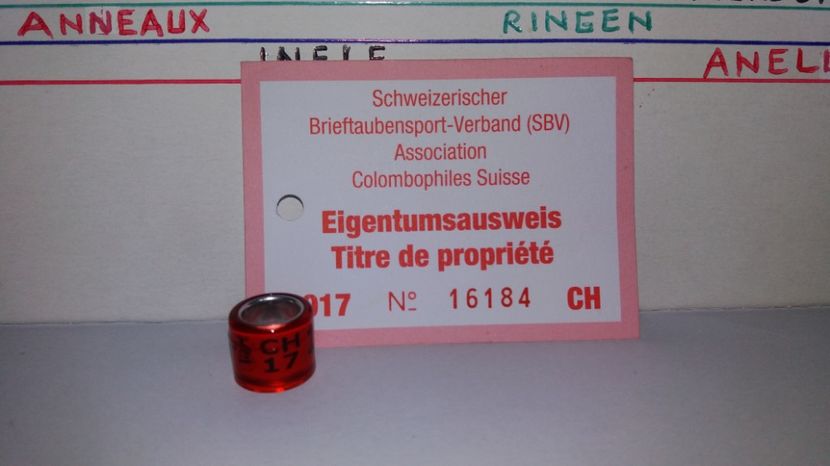 ANNEAUX
RINGEN
INELE
ANELL
Schweizerischer
Brieftaubensport-Verband (SBV)
Association
Colombophiles Suisse
Eigentumsausweis
Titre de propriété
017 Nº 16184 CH
CH
17